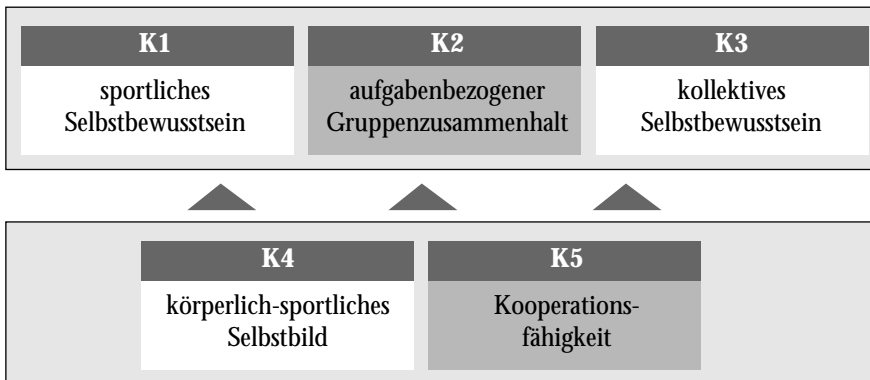 K1
sportliches
Selbstbewusstsein
K2
aufgabenbezogener
Gruppenzusammenhalt
K3
kollektives
Selbstbewusstsein
K4
körperlich-sportliches
Selbstbild
K5
Kooperations-
fähigkeit